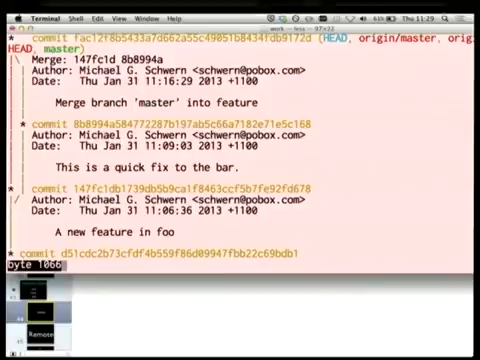 Terminal Shell Edit View Window Help 61% Thu 11:29
work — less — 97×22
* commit fac12f8b5433a7d662a55c49051b8434fdb9172d (HEAD, origin/master, orig
HEAD, master)
|\ Merge: 147fc1d 8b8994a
| | Author: Michael G. Schwern <schwern@pobox.com>
| | Date: Thu Jan 31 11:16:29 2013 +1100
| | Merge branch 'master' into feature
| * commit 8b8994a584772287b197ab5c66a7182e71e5c168
| | Author: Michael G. Schwern <schwern@pobox.com>
| | Date: Thu Jan 31 11:09:03 2013 +1100
| | This is a quick fix to the bar.
* | commit 147fc1db1739db5b9ca1f8463ccf5b7fe92fd678
|/ Author: Michael G. Schwern <schwern@pobox.com>
| Date: Thu Jan 31 11:06:36 2013 +1100
| A new feature in foo
* commit d51cdc2b73cfdf4b559f86d09947fbb22c69bdb1
byte 1066
44
Remote